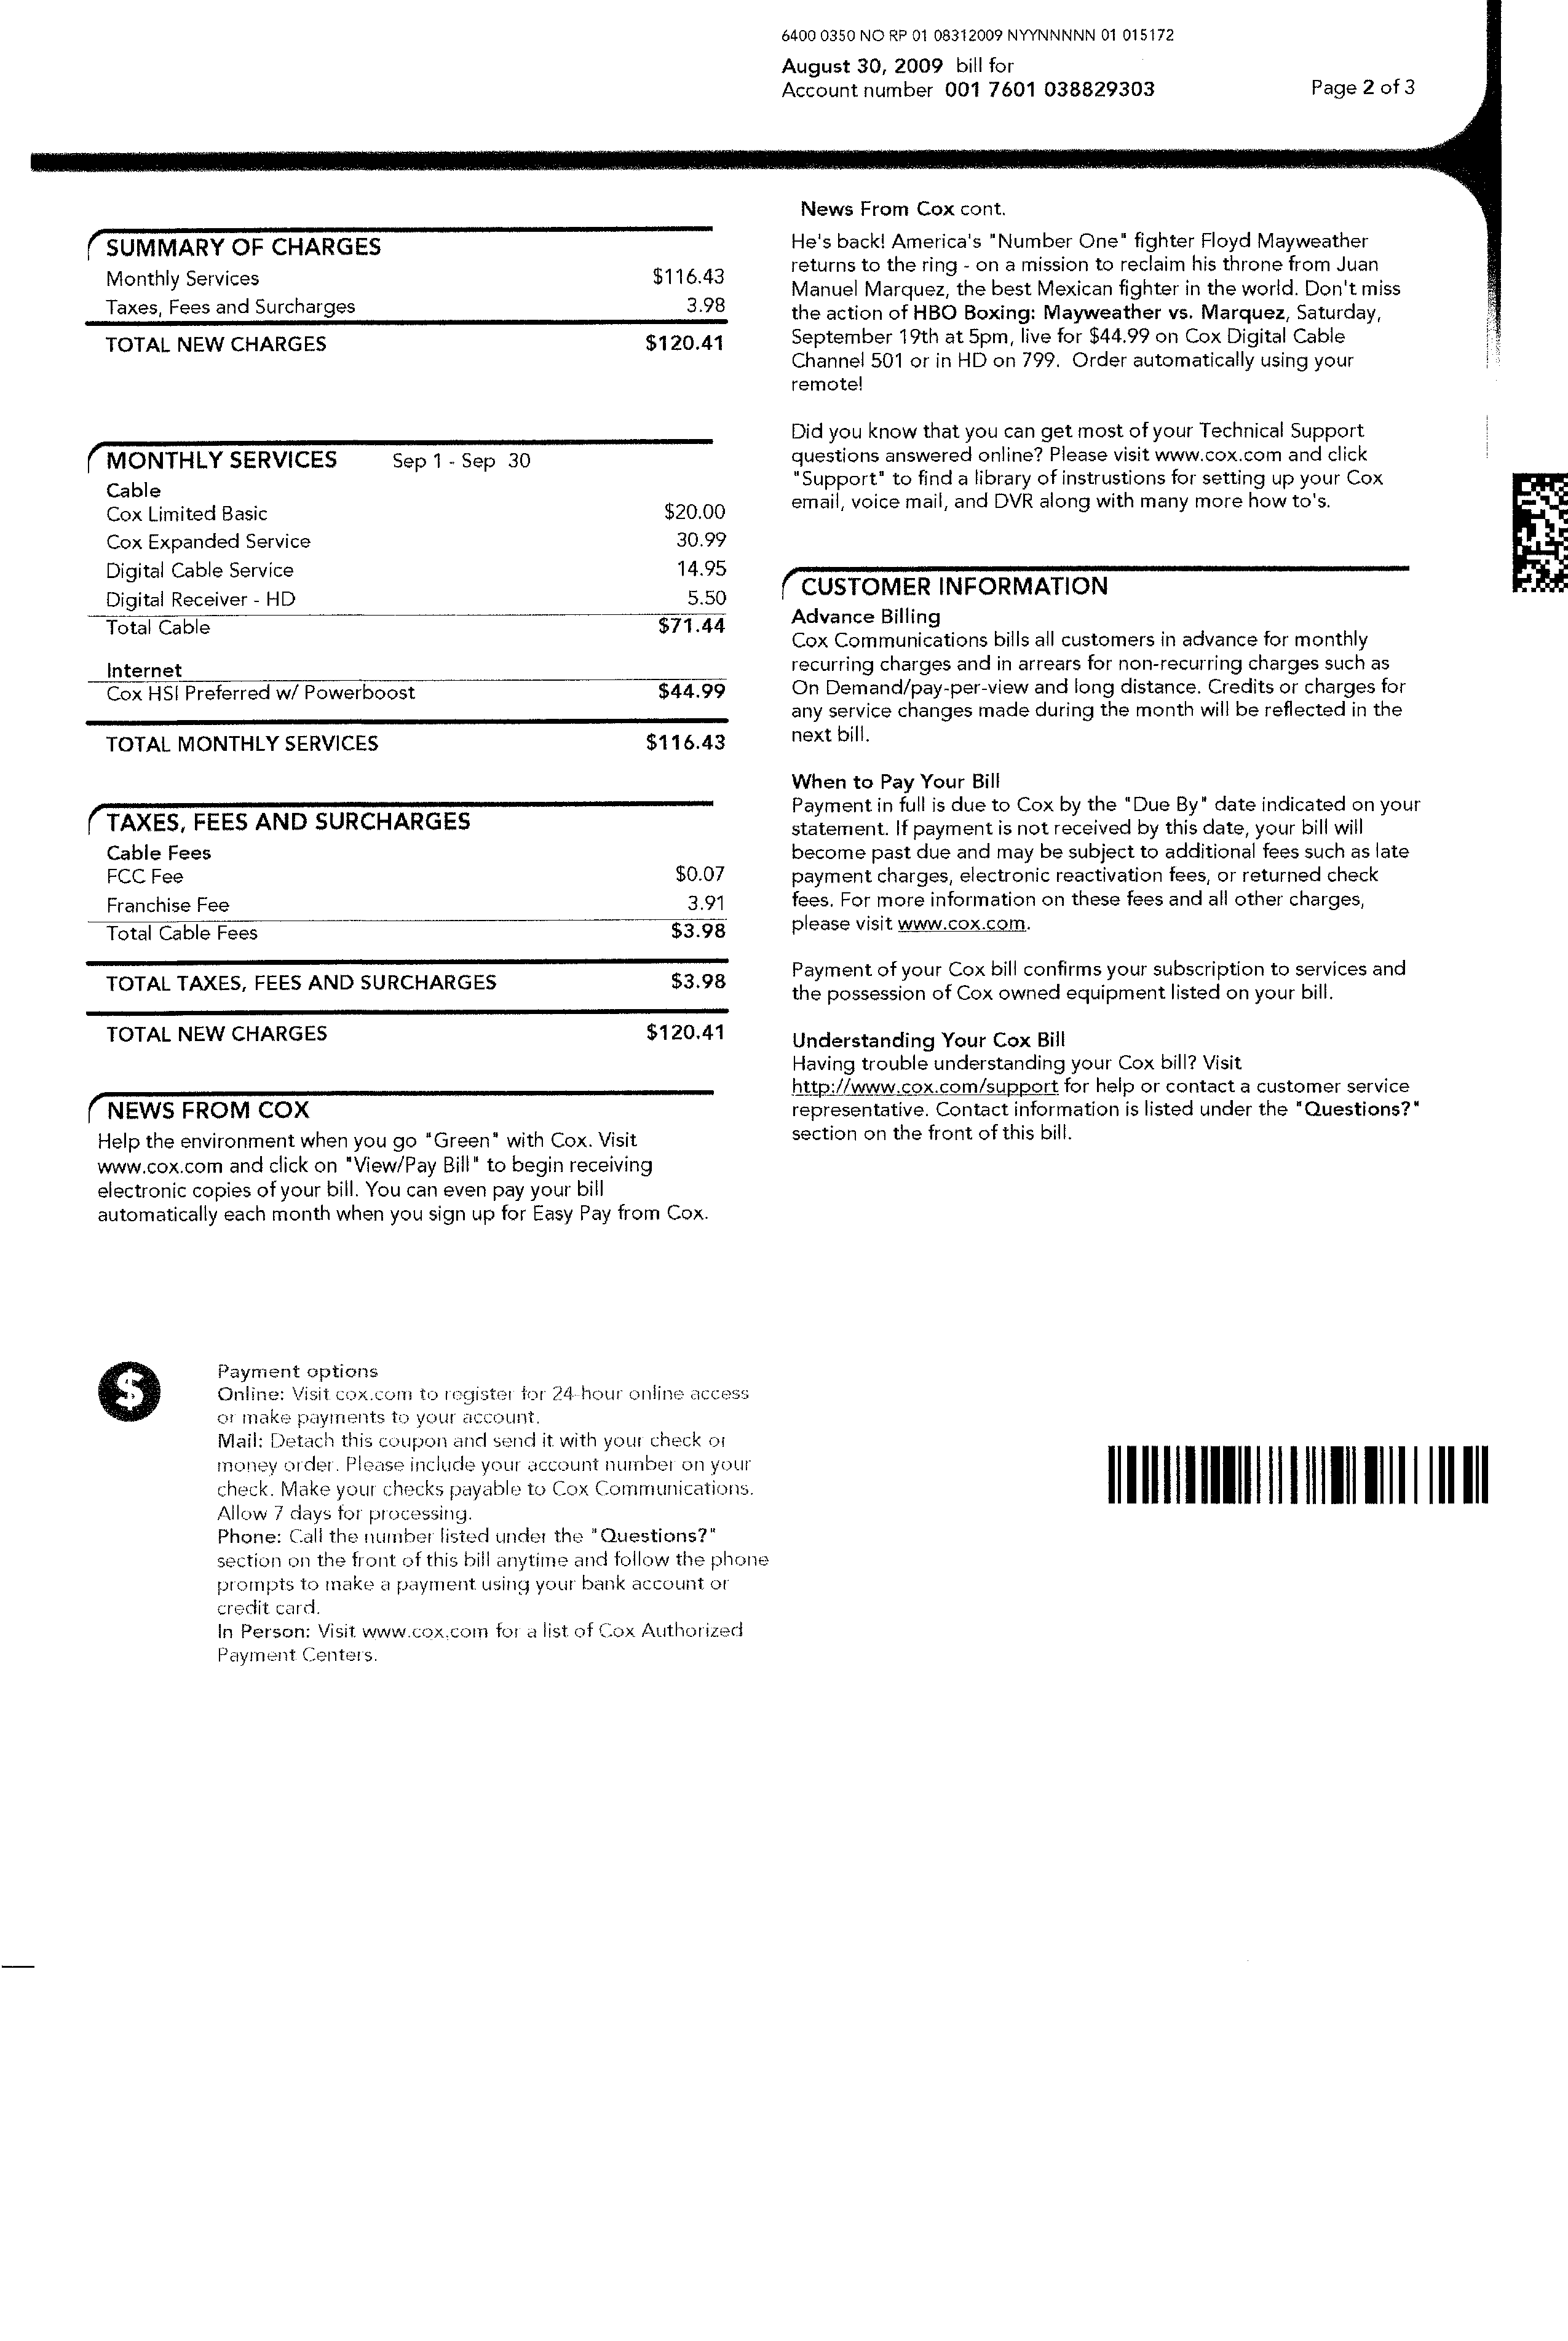 6400 0350 NO RP 01 08312009 NYYNNNNN 01 015172
August 30, 2009 bill for
Account number 001 7601 038829303
Page 2 of 3
SUMMARY OF CHARGES
Monthly Services $116.43
Taxes, Fees and Surcharges 3.98
TOTAL NEW CHARGES $120.41
MONTHLY SERVICES Sep 1 - Sep 30
Cable
Cox Limited Basic $20.00
Cox Expanded Service 30.99
Digital Cable Service 14.95
Digital Receiver - HD 5.50
Total Cable $71.44
Internet
Cox HSI Preferred w/ Powerboost $44.99
TOTAL MONTHLY SERVICES $116.43
TAXES, FEES AND SURCHARGES
Cable Fees
FCC Fee $0.07
Franchise Fee 3.91
Total Cable Fees $3.98
TOTAL TAXES, FEES AND SURCHARGES $3.98
TOTAL NEW CHARGES $120.41
NEWS FROM COX
Help the environment when you go "Green" with Cox. Visit
www.cox.com and click on "View/Pay Bill" to begin receiving
electronic copies of your bill. You can even pay your bill
automatically each month when you sign up for Easy Pay from Cox.
News From Cox cont.
He's back! America's "Number One" fighter Floyd Mayweather
returns to the ring - on a mission to reclaim his throne from Juan
Manuel Marquez, the best Mexican fighter in the world. Don't miss
the action of HBO Boxing: Mayweather vs. Marquez, Saturday,
September 19th at 5pm, live for $44.99 on Cox Digital Cable
Channel 501 or in HD on 799. Order automatically using your
remote!
Did you know that you can get most of your Technical Support
questions answered online? Please visit www.cox.com and click
"Support" to find a library of instrustions for setting up your Cox
email, voice mail, and DVR along with many more how to's.
CUSTOMER INFORMATION
Advance Billing
Cox Communications bills all customers in advance for monthly
recurring charges and in arrears for non-recurring charges such as
On Demand/pay-per-view and long distance. Credits or charges for
any service changes made during the month will be reflected in the
next bill.
When to Pay Your Bill
Payment in full is due to Cox by the "Due By" date indicated on your
statement. If payment is not received by this date, your bill will
become past due and may be subject to additional fees such as late
payment charges, electronic reactivation fees, or returned check
fees. For more information on these fees and all other charges,
please visit www.cox.com.
Payment of your Cox bill confirms your subscription to services and
the possession of Cox owned equipment listed on your bill.
Understanding Your Cox Bill
Having trouble understanding your Cox bill? Visit
http://www.cox.com/support for help or contact a customer service
representative. Contact information is listed under the "Questions?"
section on the front of this bill.
$
Payment options
Online: Visit cox.com to register for 24-hour online access
or make payments to your account.
Mail: Detach this coupon and send it with your check or
money order. Please include your account number on your
check. Make your checks payable to Cox Communications.
Allow 7 days for processing.
Phone: Call the number listed under the "Questions?"
section on the front of this bill anytime and follow the phone
prompts to make a payment using your bank account or
credit card.
In Person: Visit www.cox.com for a list of Cox Authorized
Payment Centers.